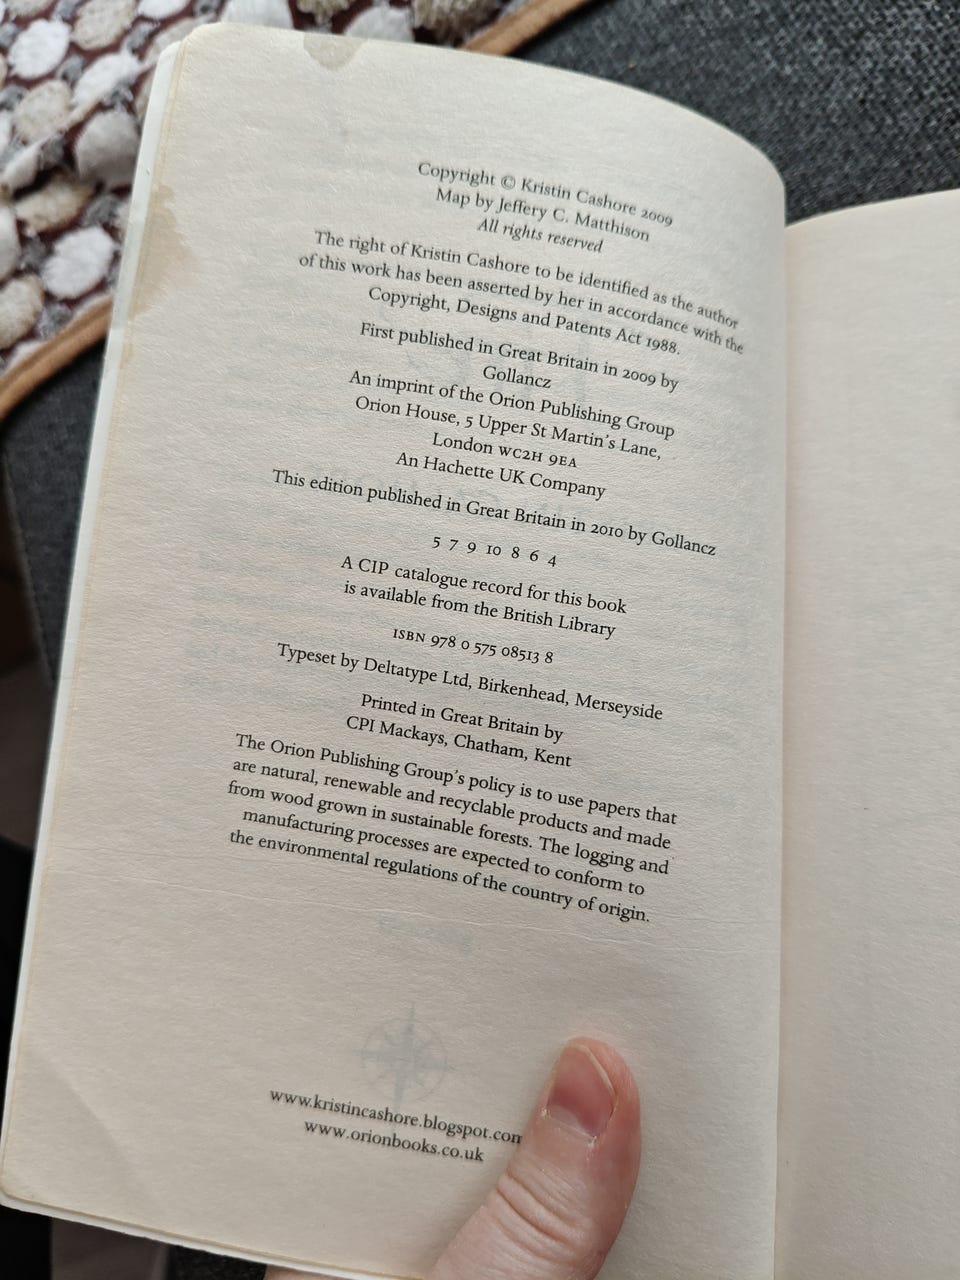 Copyright © Kristin Cashore 2009
Map by Jeffery C. Matthison
All rights reserved
The right of Kristin Cashore to be identified as the author
of this work has been asserted by her in accordance with the
Copyright, Designs and Patents Act 1988.
First published in Great Britain in 2009 by
Gollancz
An imprint of the Orion Publishing Group
Orion House, 5 Upper St Martin's Lane,
London WC2H 9EA
An Hachette UK Company
This edition published in Great Britain in 2010 by Gollancz
5 7 9 10 8 6 4
A CIP catalogue record for this book
is available from the British Library
ISBN 978 0 575 08513 8
Typeset by Deltatype Ltd, Birkenhead, Merseyside
Printed in Great Britain by
CPI Mackays, Chatham, Kent
The Orion Publishing Group's policy is to use papers that
are natural, renewable and recyclable products and made
from wood grown in sustainable forests. The logging and
manufacturing processes are expected to conform to
the environmental regulations of the country of origin.
www.kristincashore.blogspot.com
www.orionbooks.co.uk